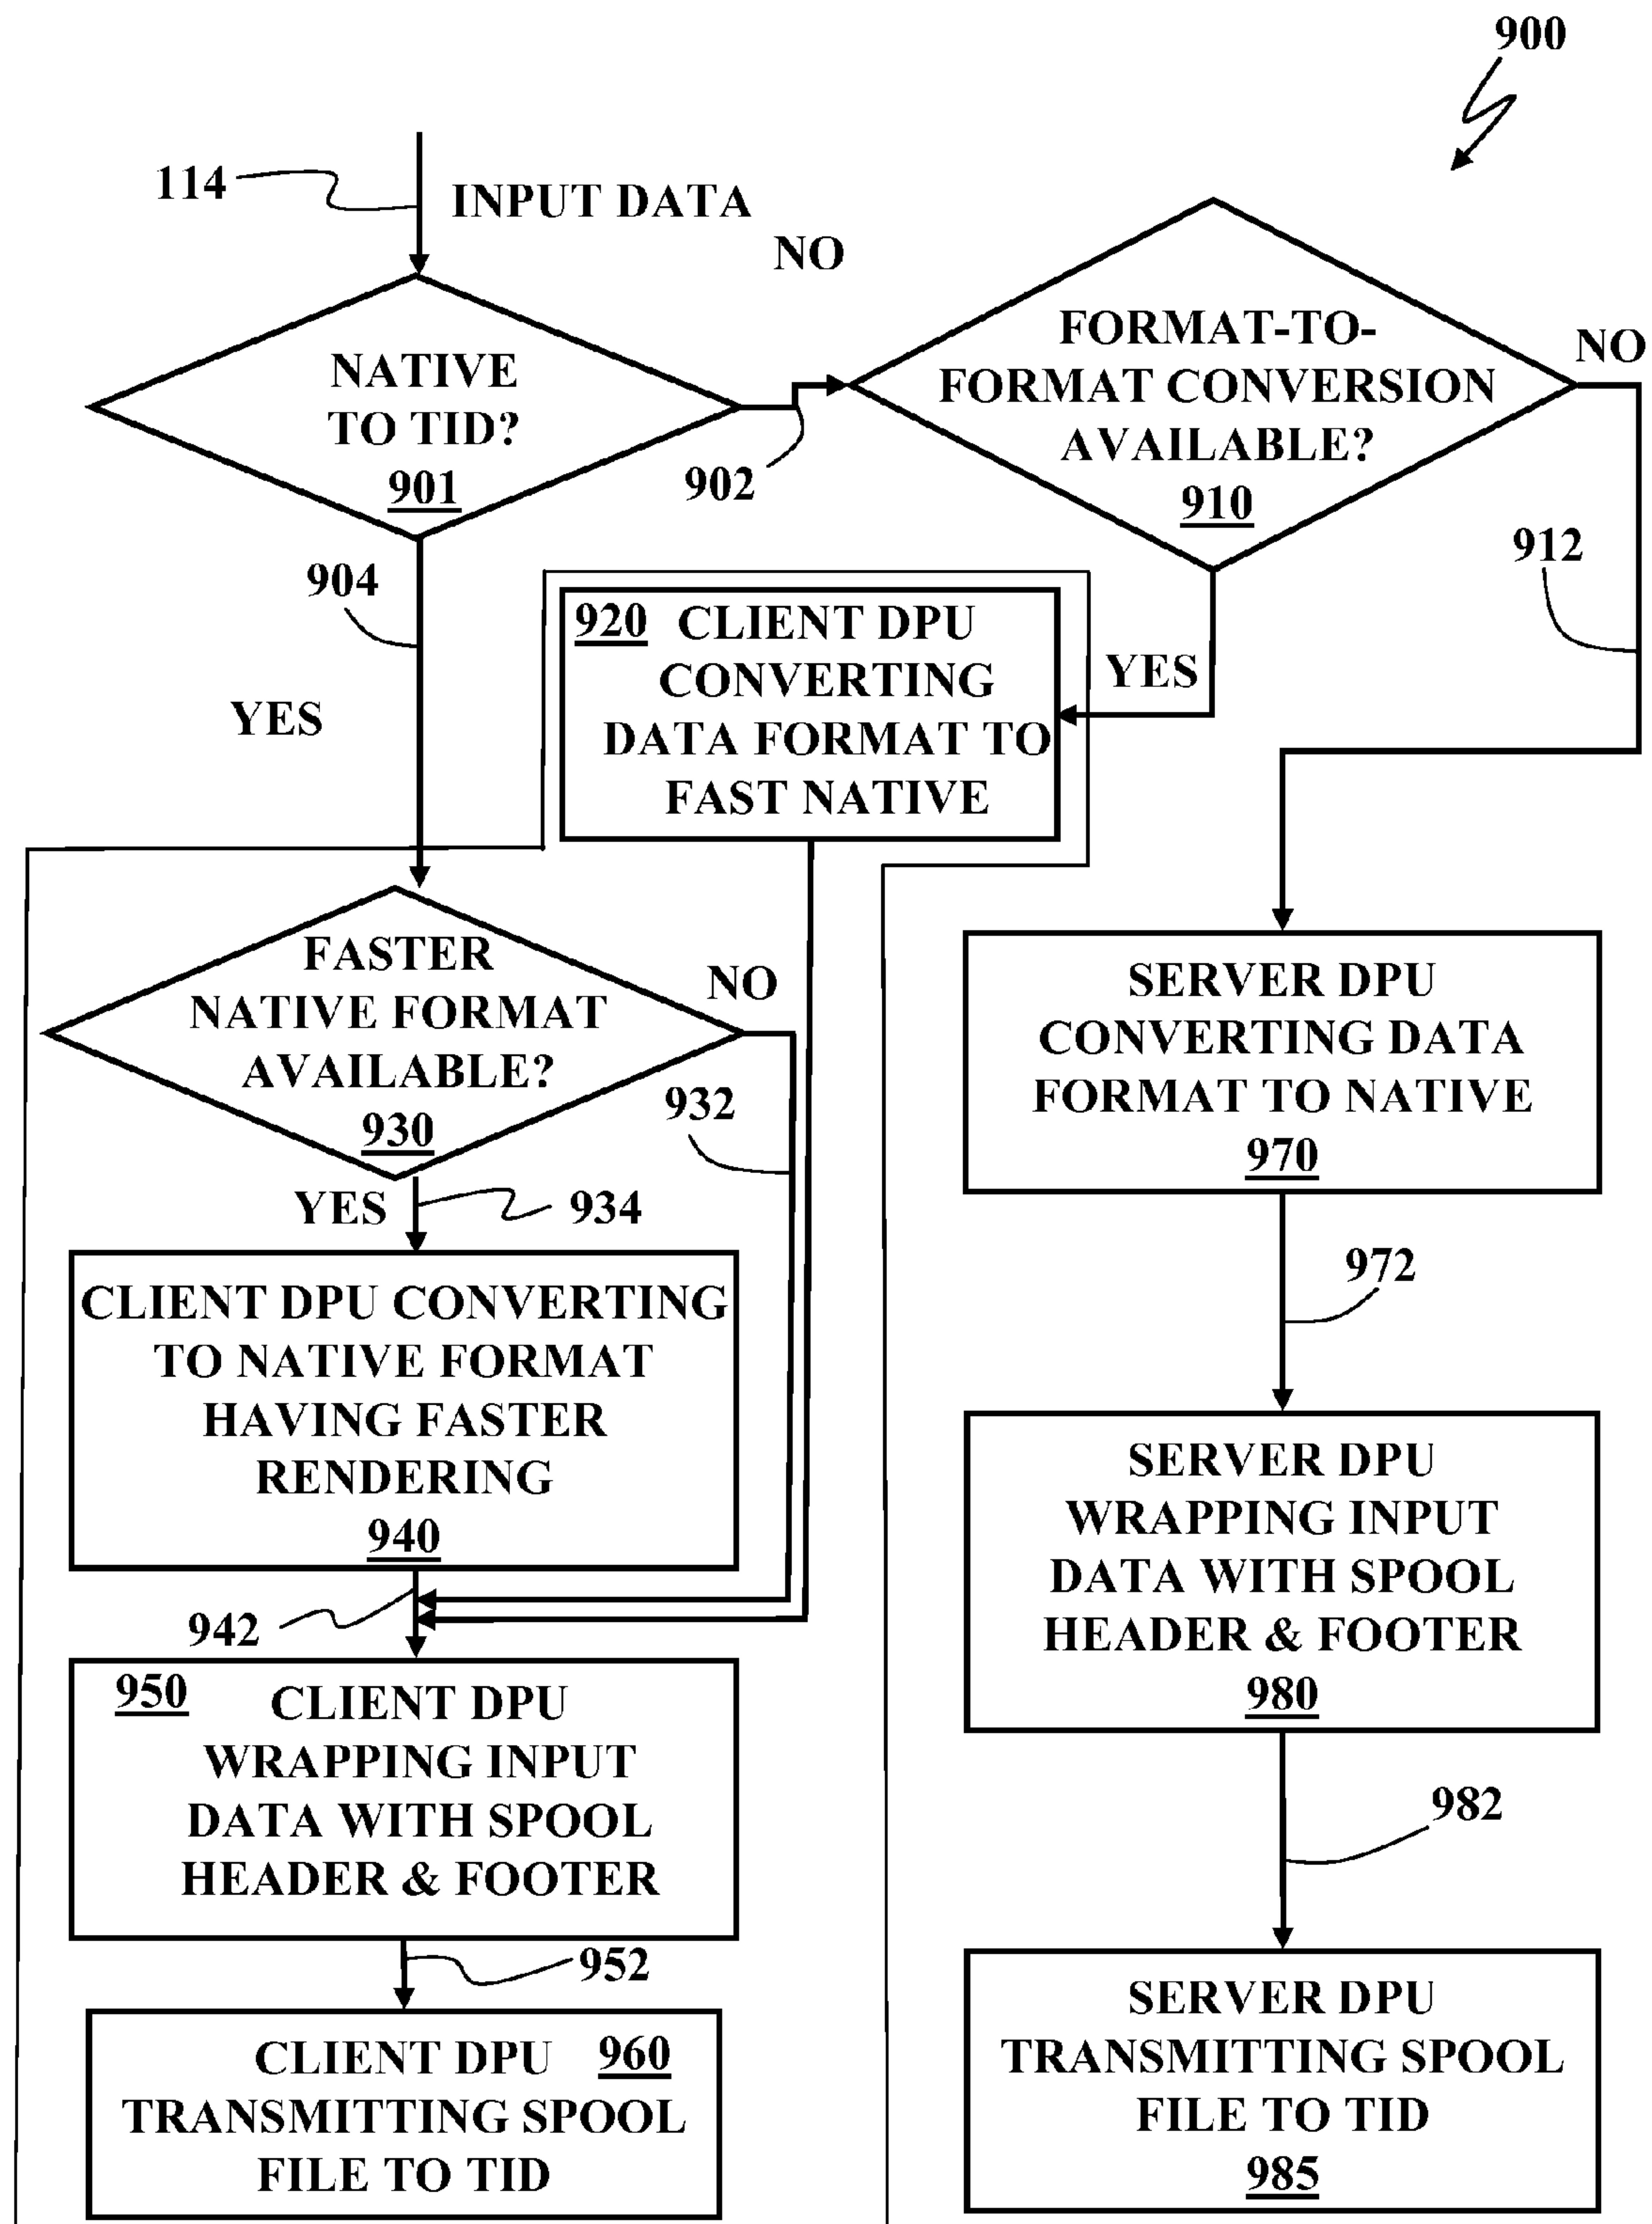 900
114
INPUT DATA
NO
NATIVE
TO TID?
901
902
FORMAT-TO-
FORMAT CONVERSION
AVAILABLE?
910
NO
912
904
YES
920 CLIENT DPU
CONVERTING
DATA FORMAT TO
FAST NATIVE
YES
FASTER
NATIVE FORMAT
AVAILABLE?
930
NO
932
YES
934
CLIENT DPU CONVERTING
TO NATIVE FORMAT
HAVING FASTER
RENDERING
940
942
950 CLIENT DPU
WRAPPING INPUT
DATA WITH SPOOL
HEADER & FOOTER
952
CLIENT DPU 960
TRANSMITTING SPOOL
FILE TO TID
SERVER DPU
CONVERTING DATA
FORMAT TO NATIVE
970
972
SERVER DPU
WRAPPING INPUT
DATA WITH SPOOL
HEADER & FOOTER
980
982
SERVER DPU
TRANSMITTING SPOOL
FILE TO TID
985